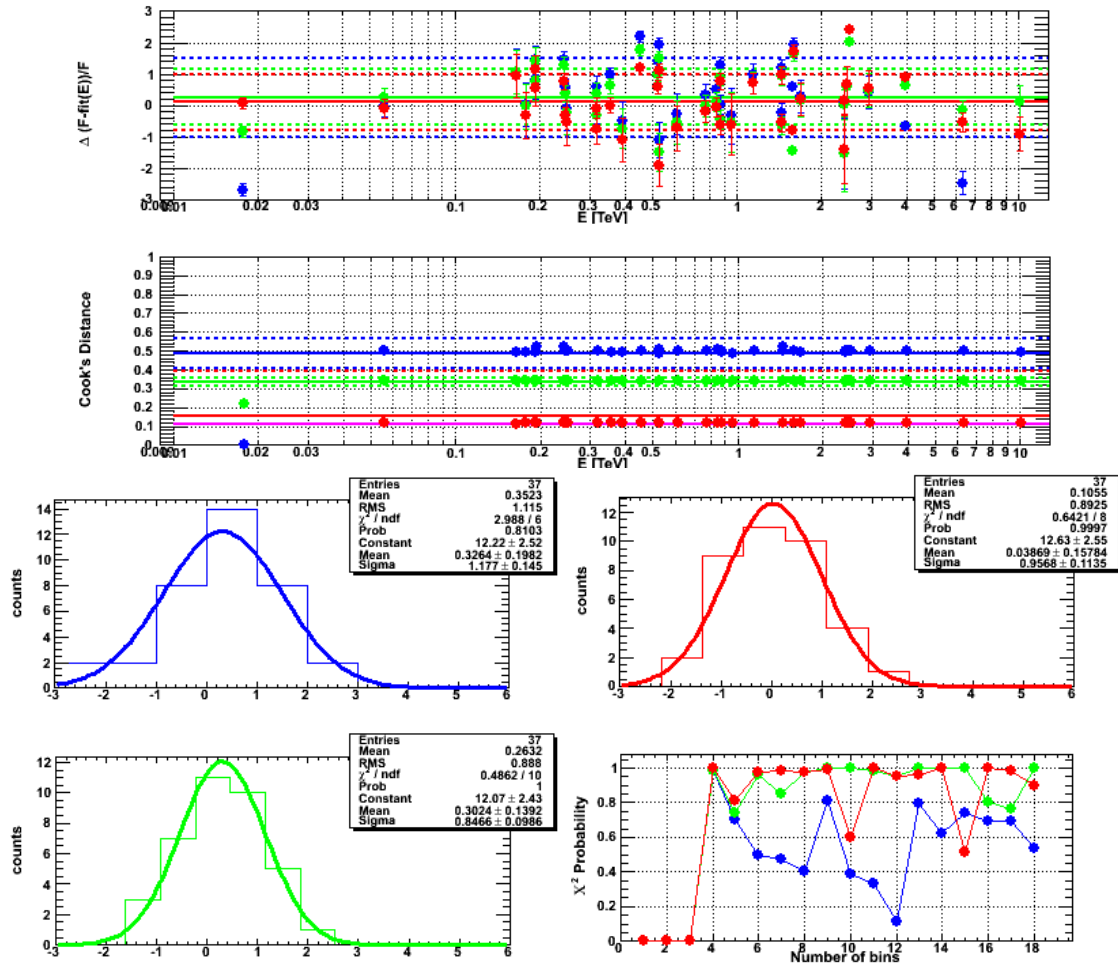 Δ (F-fit(E))/F
3
2
1
0
-1
-2
-3
0.009
0.01
0.02
0.03
0.1
0.2
0.3
0.4
0.5
1
2
3
4
5
6
7
8
9
10
E [TeV]
Cook's Distance
1
0.9
0.8
0.7
0.6
0.5
0.4
0.3
0.2
0.1
0
0.009
0.01
0.02
0.03
0.1
0.2
0.3
0.4
0.5
1
2
3
4
5
6
7
8
9
10
E [TeV]
counts
14
12
10
8
6
4
2
0
-3 -2 -1 0 1 2 3 4 5 6
Entries 37
Mean 0.3523
RMS 1.115
χ² / ndf 2.988 / 6
Prob 0.8103
Constant 12.22 ± 2.52
Mean 0.3264 ± 0.1982
Sigma 1.177 ± 0.145
counts
12
10
8
6
4
2
0
-3 -2 -1 0 1 2 3 4 5 6
Entries 37
Mean 0.1055
RMS 0.8925
χ² / ndf 0.6421 / 8
Prob 0.9997
Constant 12.63 ± 2.55
Mean 0.03869 ± 0.15784
Sigma 0.9568 ± 0.1135
counts
12
10
8
6
4
2
0
-3 -2 -1 0 1 2 3 4 5 6
Entries 37
Mean 0.2632
RMS 0.888
χ² / ndf 0.4862 / 10
Prob 1
Constant 12.07 ± 2.43
Mean 0.3024 ± 0.1392
Sigma 0.8466 ± 0.0986
Χ² Probability
1
0.8
0.6
0.4
0.2
0
0 2 4 6 8 10 12 14 16 18
Number of bins